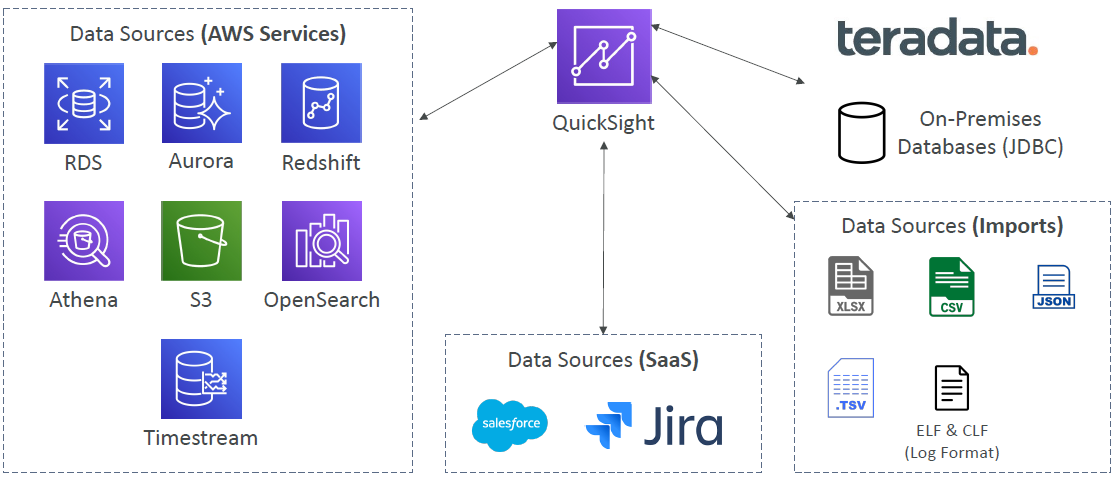 Data Sources (AWS Services)
RDS
Aurora
Redshift
Athena
S3
OpenSearch
Timestream
QuickSight
Data Sources (SaaS)
salesforce
Jira
teradata.
On-Premises
Databases (JDBC)
Data Sources (Imports)
XLSX
CSV
JSON
.TSV
ELF & CLF
(Log Format)